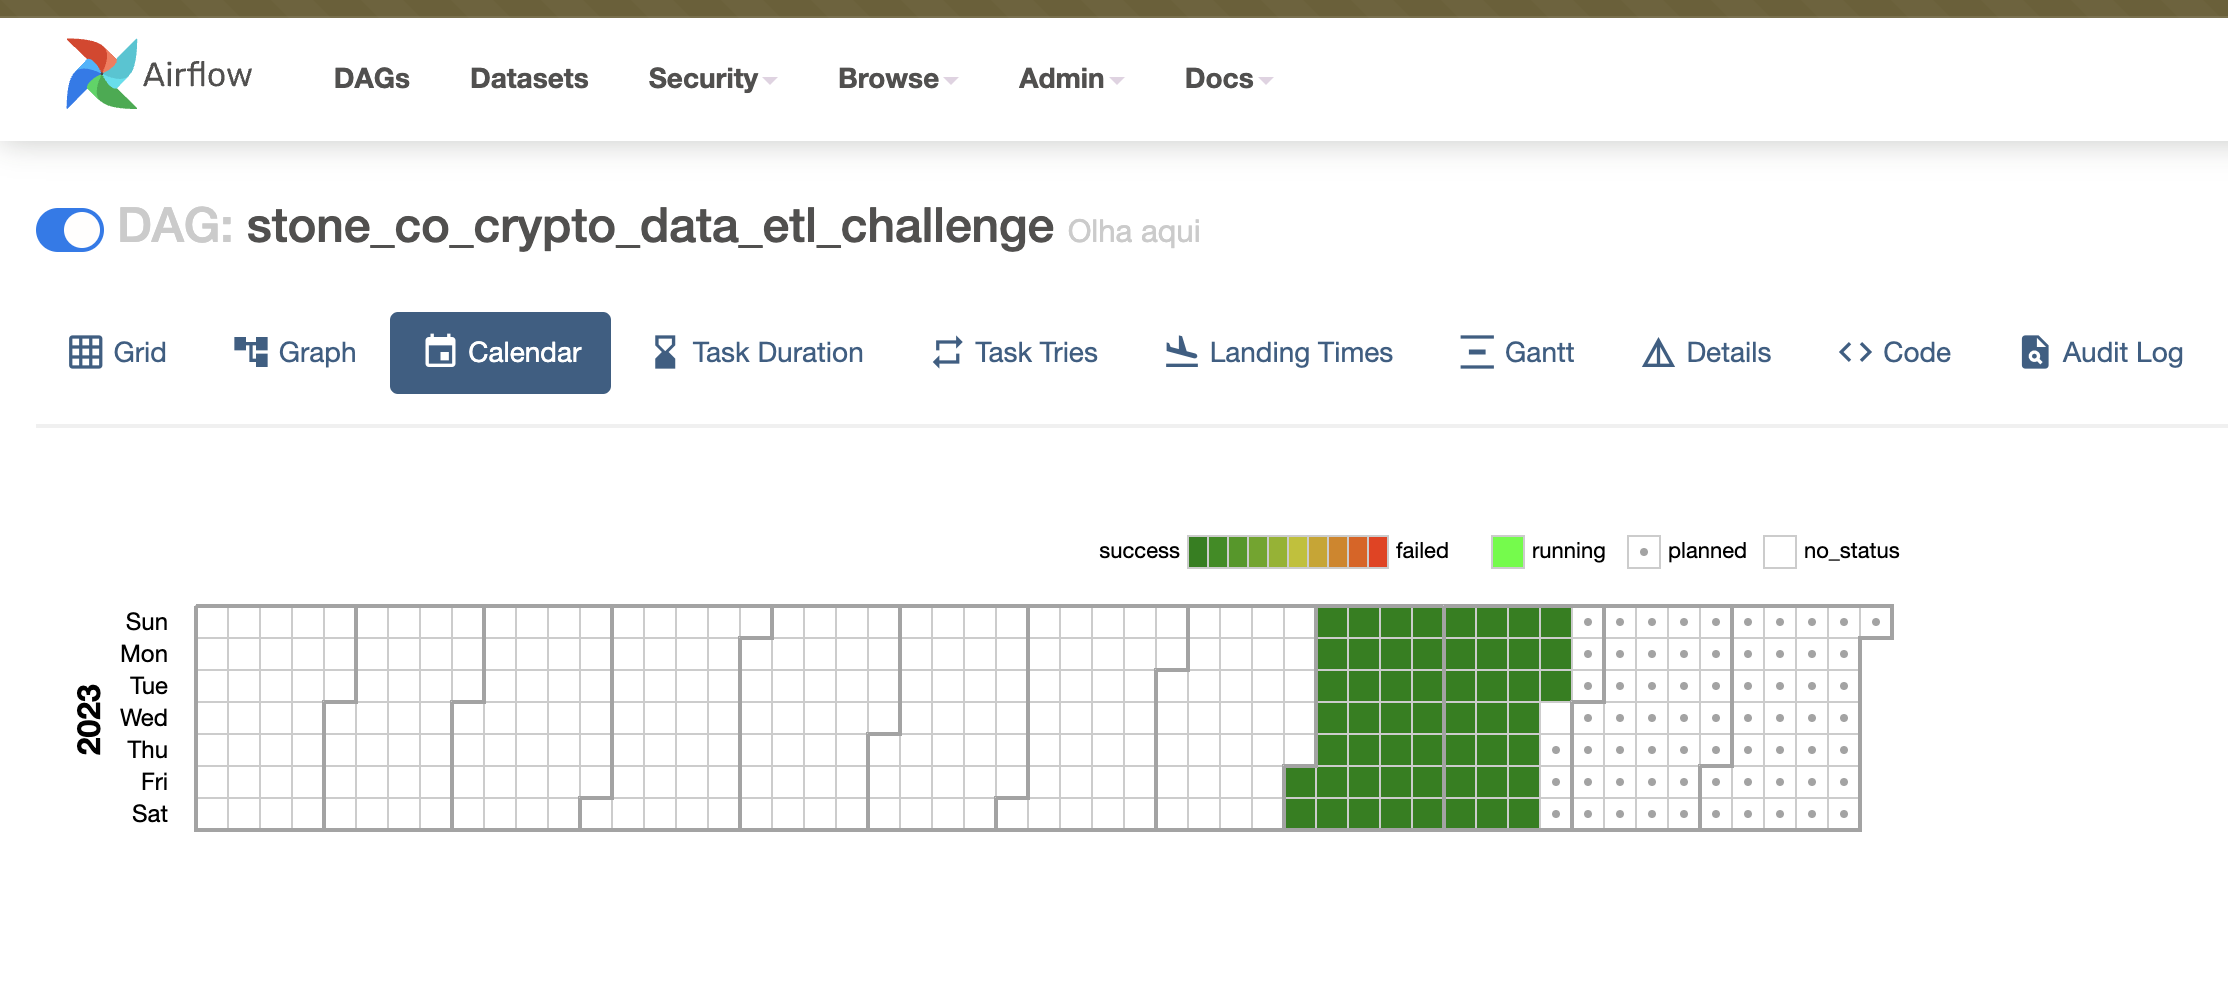 Airflow DAGs Datasets Security Browse Admin Docs
DAG: stone_co_crypto_data_etl_challenge Olha aqui
Grid Graph Calendar Task Duration Task Tries Landing Times Gantt Details Code Audit Log
success failed running planned no_status
2023
Sun
Mon
Tue
Wed
Thu
Fri
Sat